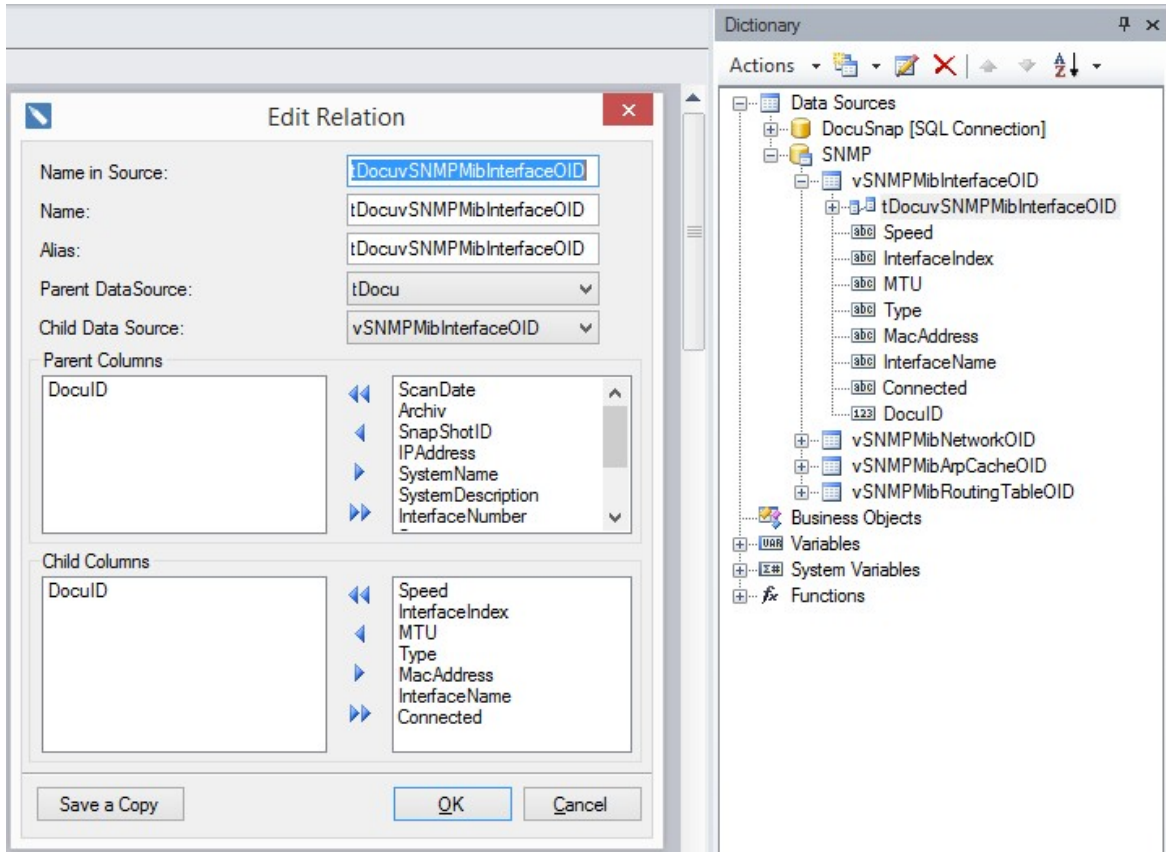 Edit Relation
Name in Source:
tDocuvSNMPMibInterfaceOID
Name:
tDocuvSNMPMibInterfaceOID
Alias:
tDocuvSNMPMibInterfaceOID
Parent DataSource:
tDocu
Child Data Source:
vSNMPMibInterfaceOID
Parent Columns
DocuID
ScanDate
Archiv
SnapShotID
IPAddress
SystemName
SystemDescription
InterfaceNumber
Child Columns
DocuID
Speed
InterfaceIndex
MTU
Type
MacAddress
InterfaceName
Connected
Save a Copy
OK
Cancel
Dictionary
Actions
Data Sources
DocuSnap [SQL Connection]
SNMP
vSNMPMibInterfaceOID
tDocuvSNMPMibInterfaceOID
abc Speed
abc InterfaceIndex
abc MTU
abc Type
abc MacAddress
abc InterfaceName
abc Connected
123 DocuID
vSNMPMibNetworkOID
vSNMPMibArpCacheOID
vSNMPMibRoutingTableOID
Business Objects
VAR Variables
Σ# System Variables
fx Functions